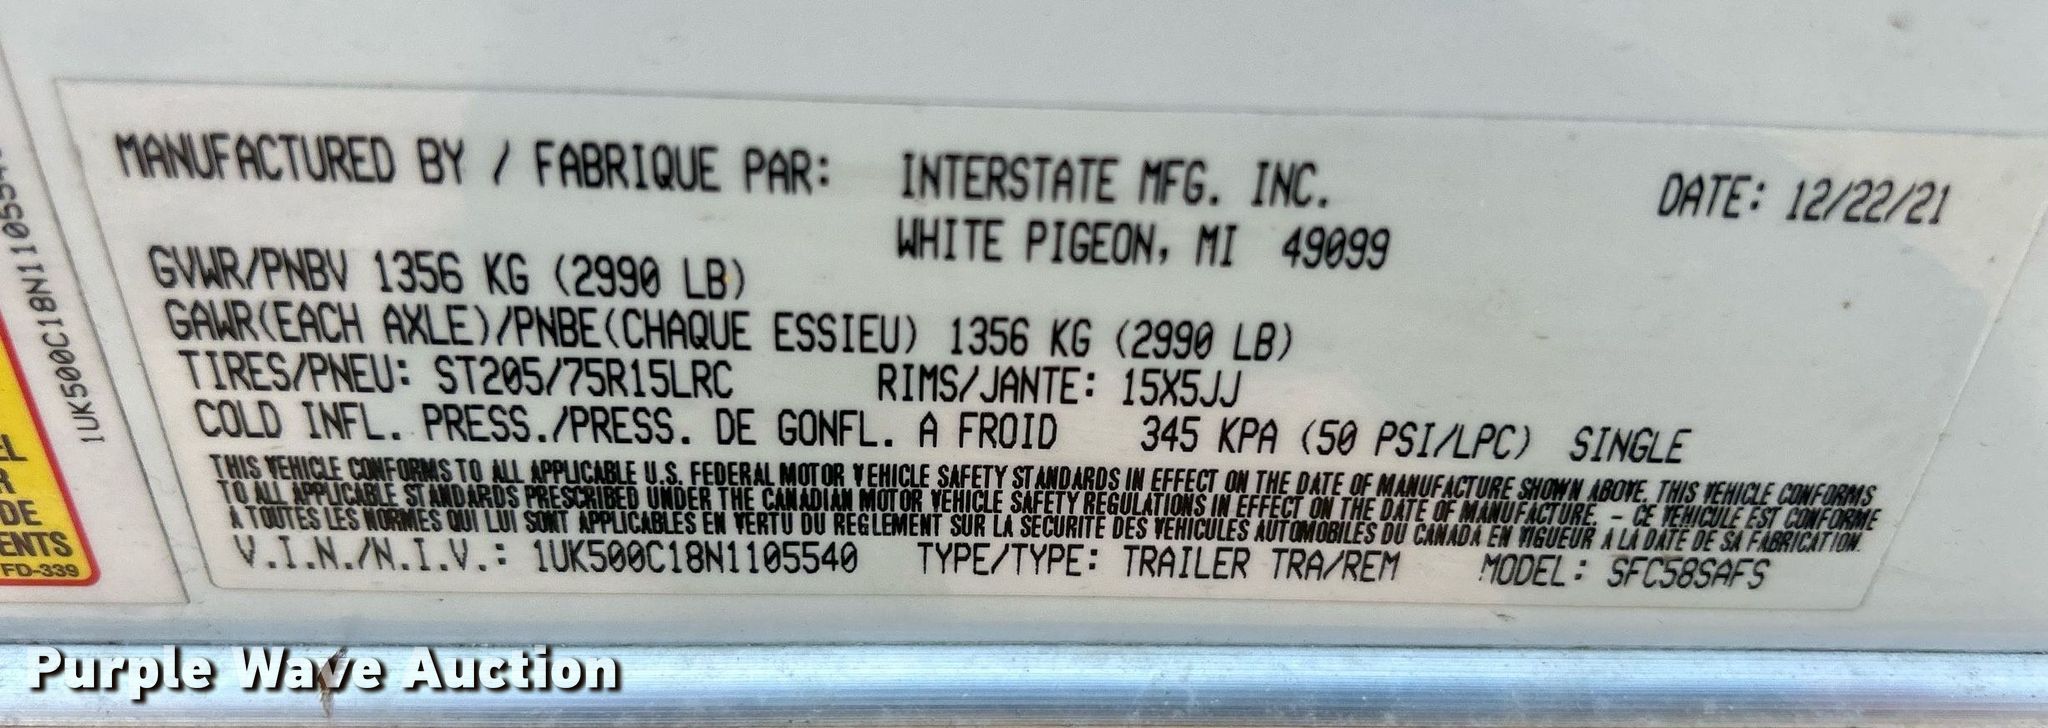 MANUFACTURED BY / FABRIQUE PAR: INTERSTATE MFG. INC. DATE: 12/22/21
WHITE PIGEON, MI 49099
GVWR/PNBV 1356 KG (2990 LB)
GAWR(EACH AXLE)/PNBE(CHAQUE ESSIEU) 1356 KG (2990 LB)
TIRES/PNEU: ST205/75R15LRC RIMS/JANTE: 15X5JJ
COLD INFL. PRESS./PRESS. DE GONFL. A FROID 345 KPA (50 PSI/LPC) SINGLE
THIS VEHICLE CONFORMS TO ALL APPLICABLE U.S. FEDERAL MOTOR VEHICLE SAFETY STANDARDS IN EFFECT ON THE DATE OF MANUFACTURE SHOWN ABOVE. THIS VEHICLE CONFORMS
TO ALL APPLICABLE STANDARDS PRESCRIBED UNDER THE CANADIAN MOTOR VEHICLE SAFETY REGULATIONS IN EFFECT ON THE DATE OF MANUFACTURE. - CE VEHICULE EST CONFORME
A TOUTES LES NORMES QUI LUI SONT APPLICABLES EN VERTU DU REGLEMENT SUR LA SECURITE DES VEHICULES AUTOMOBILES DU CANADA EN VIGUEUR A LA DATE DE SA FABRICATION.
V.I.N./N.I.V.: 1UK500C18N1105540 TYPE/TYPE: TRAILER TRA/REM MODEL: SFC58SAFS
1UK500C18N110554
EL
R
DE
ENTS
FD-339
Purple Wave Auction